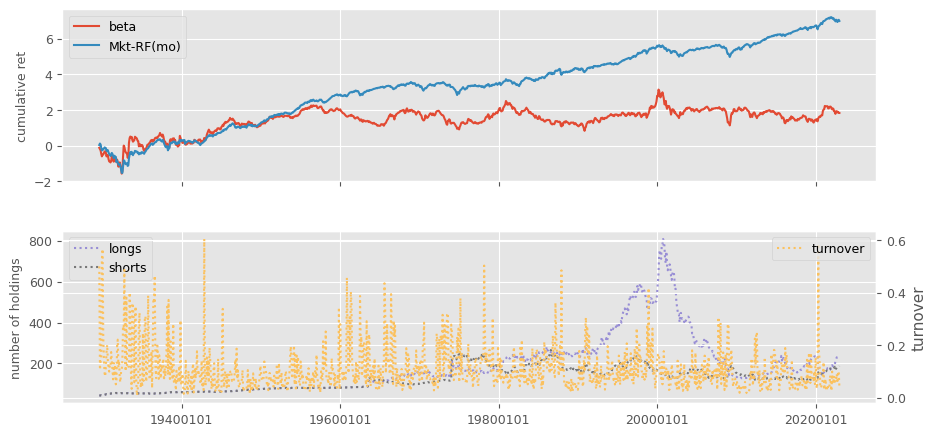 beta
Mkt-RF(mo)
cumulative ret
6
4
2
0
−2
longs
shorts
turnover
number of holdings
800
600
400
200
0.6
0.4
0.2
0.0
turnover
19400101
19600101
19800101
20000101
20200101